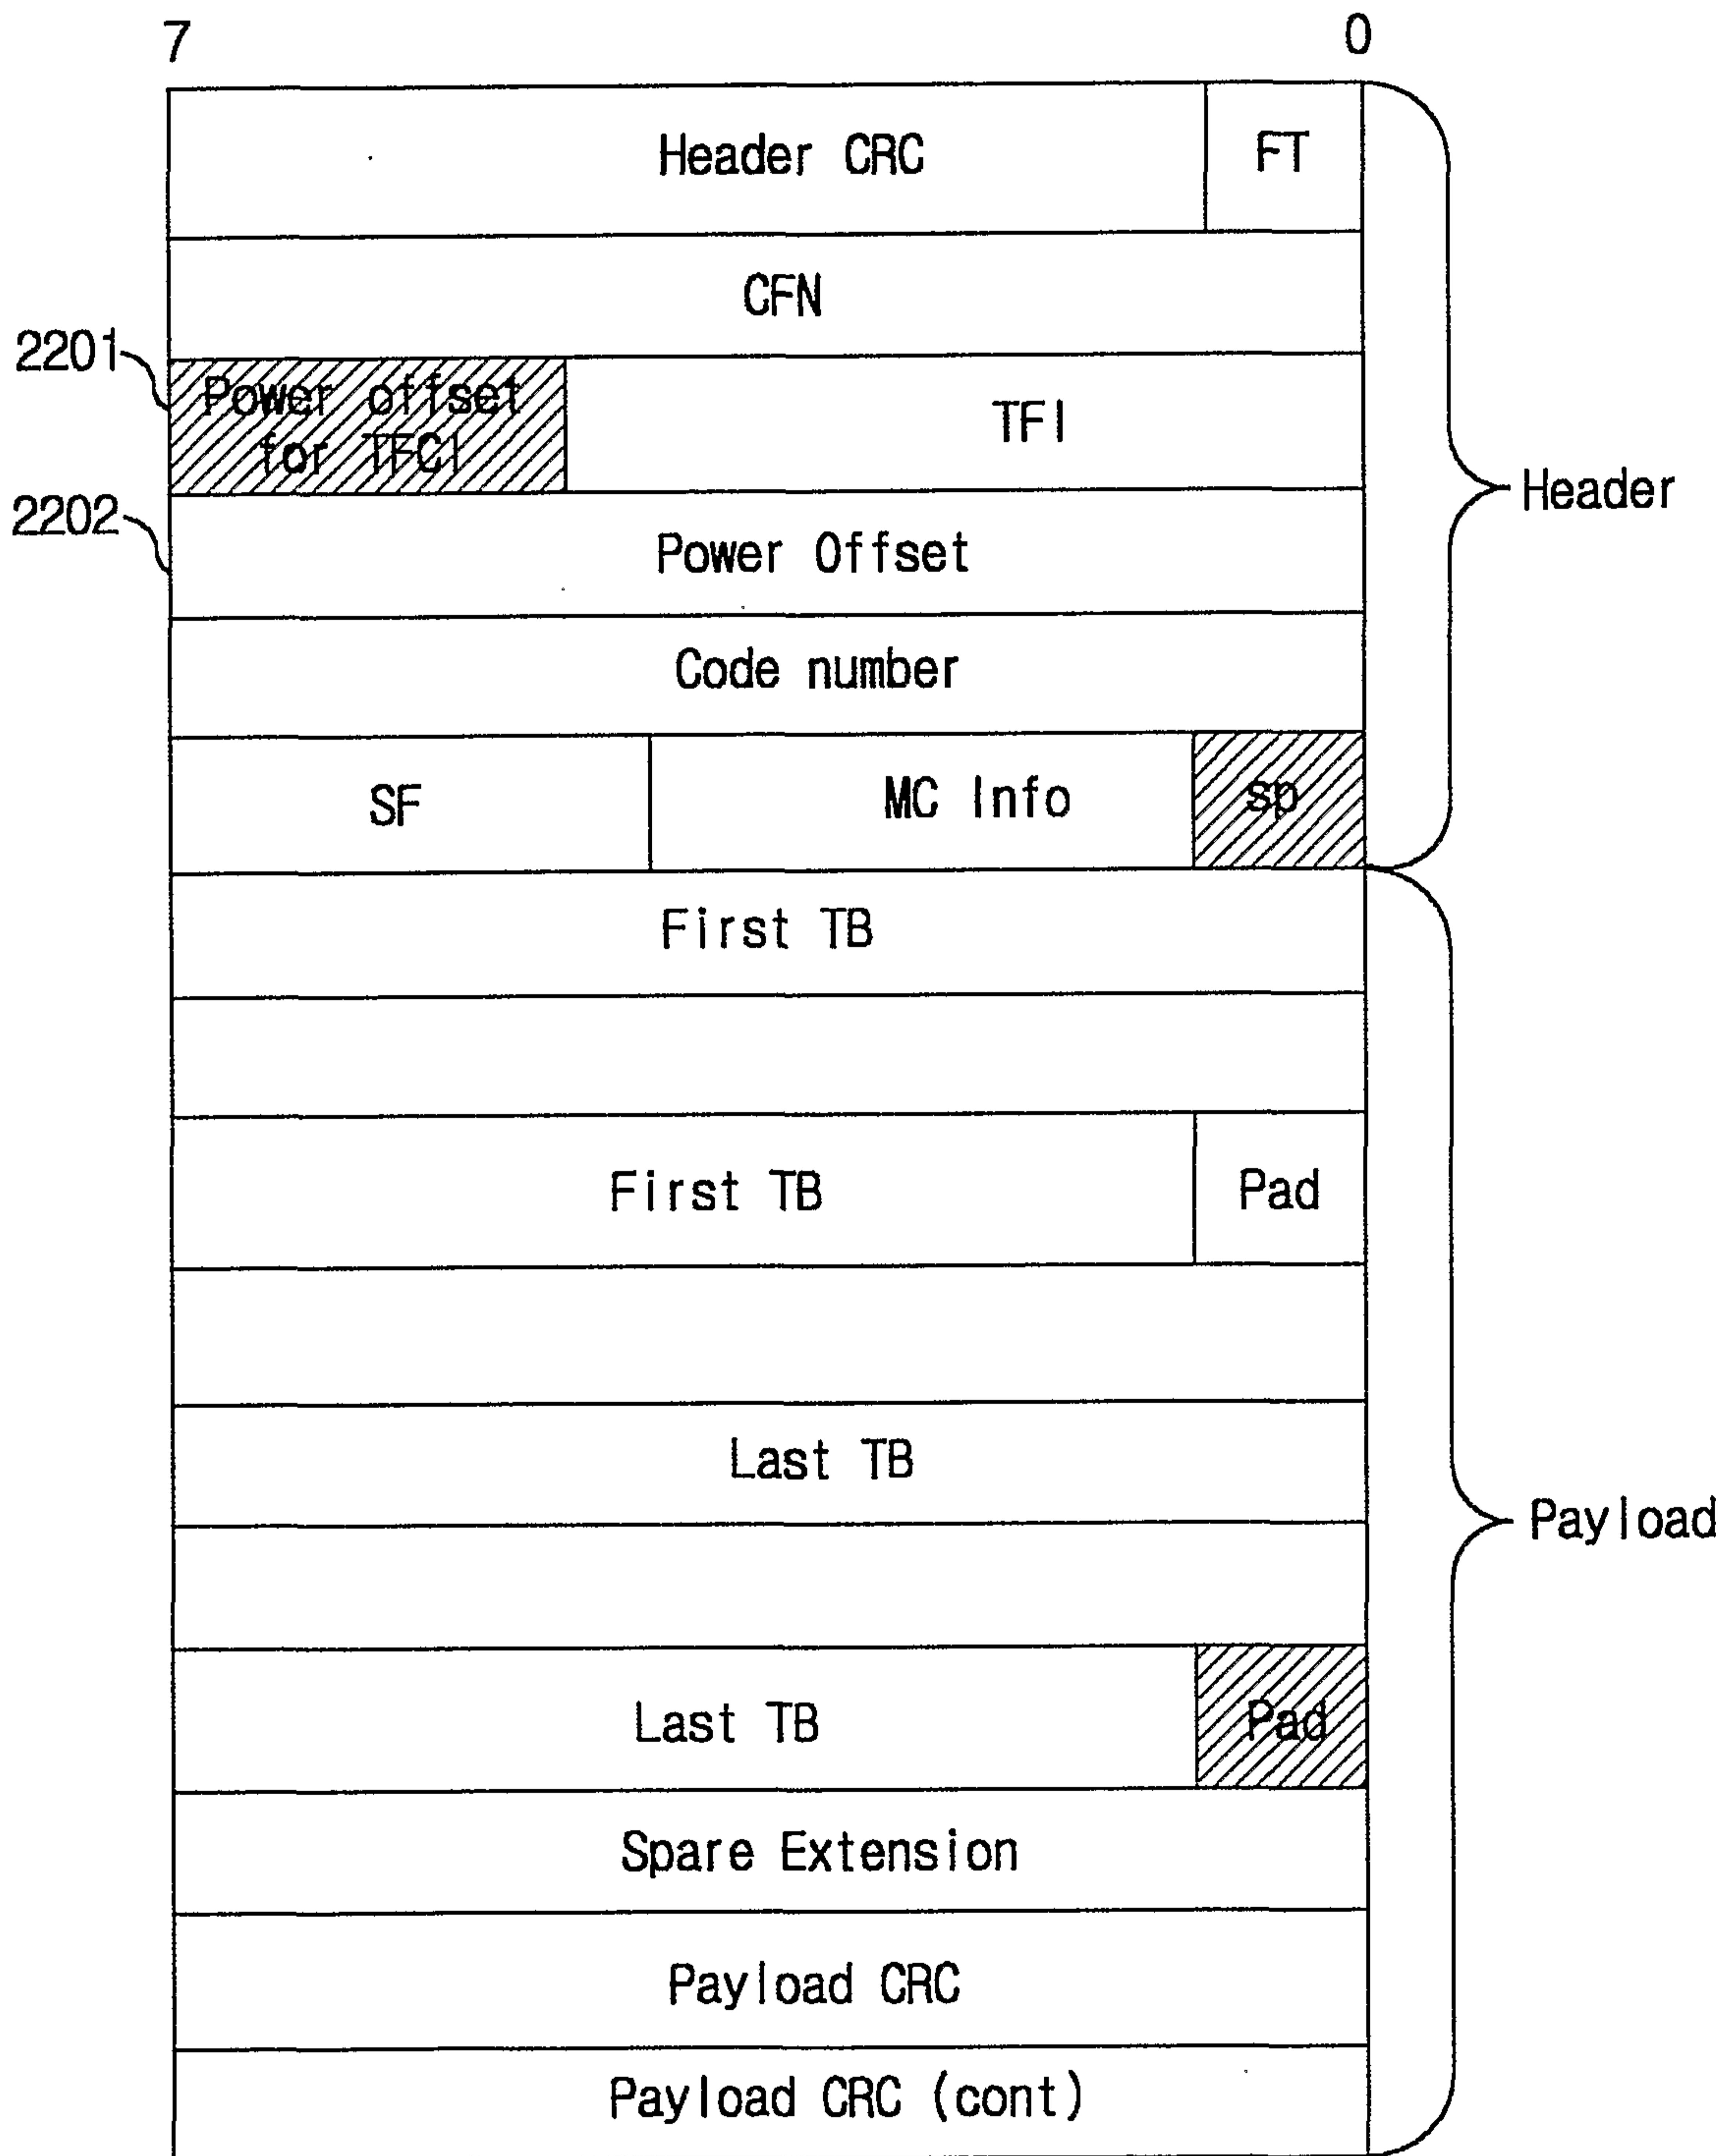 7 0
Header CRC FT
CFN
2201
Power offset
for TFCI
TFI
Header
2202
Power Offset
Code number
SF MC Info sp
First TB
First TB Pad
Last TB
Payload
Last TB Pad
Spare Extension
Payload CRC
Payload CRC (cont)